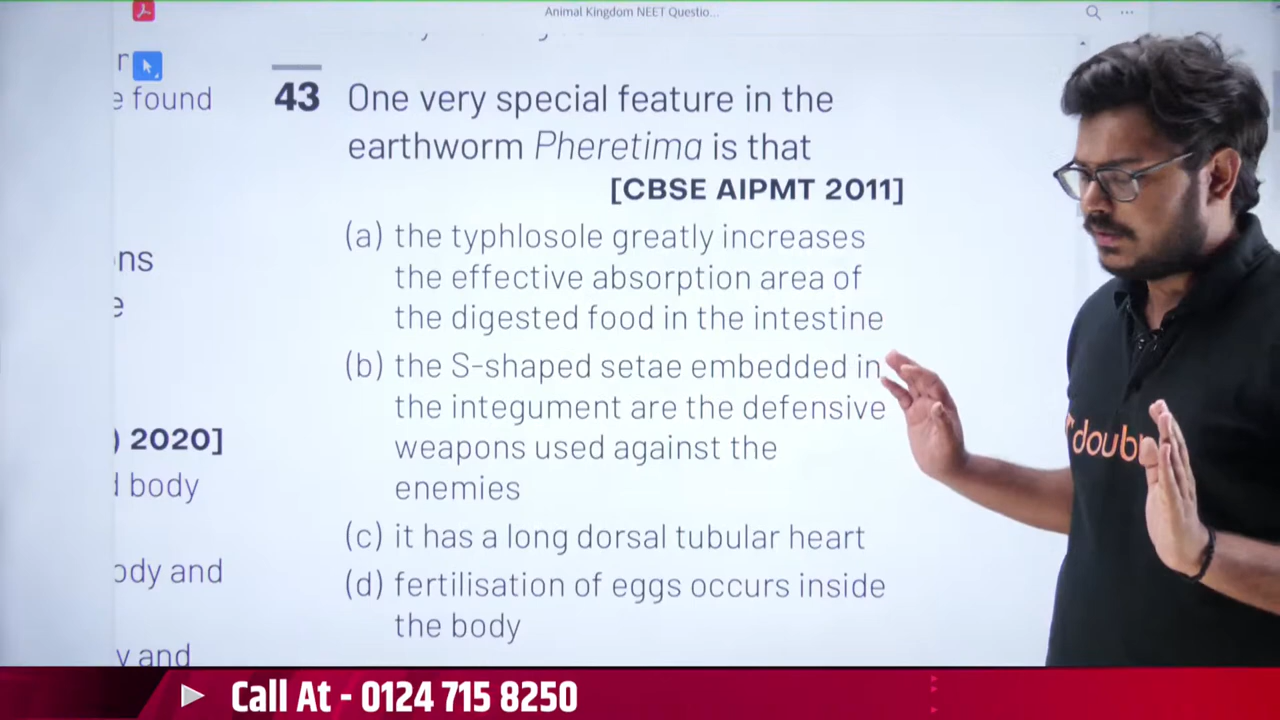 Animal Kingdom NEET Questio...
e found
ns
e
) 2020]
body
ody and
and
43 One very special feature in the
earthworm Pheretima is that
[CBSE AIPMT 2011]
(a) the typhlosole greatly increases
the effective absorption area of
the digested food in the intestine
(b) the S-shaped setae embedded in
the integument are the defensive
weapons used against the
enemies
(c) it has a long dorsal tubular heart
(d) fertilisation of eggs occurs inside
the body
doub
Call At - 0124 715 8250